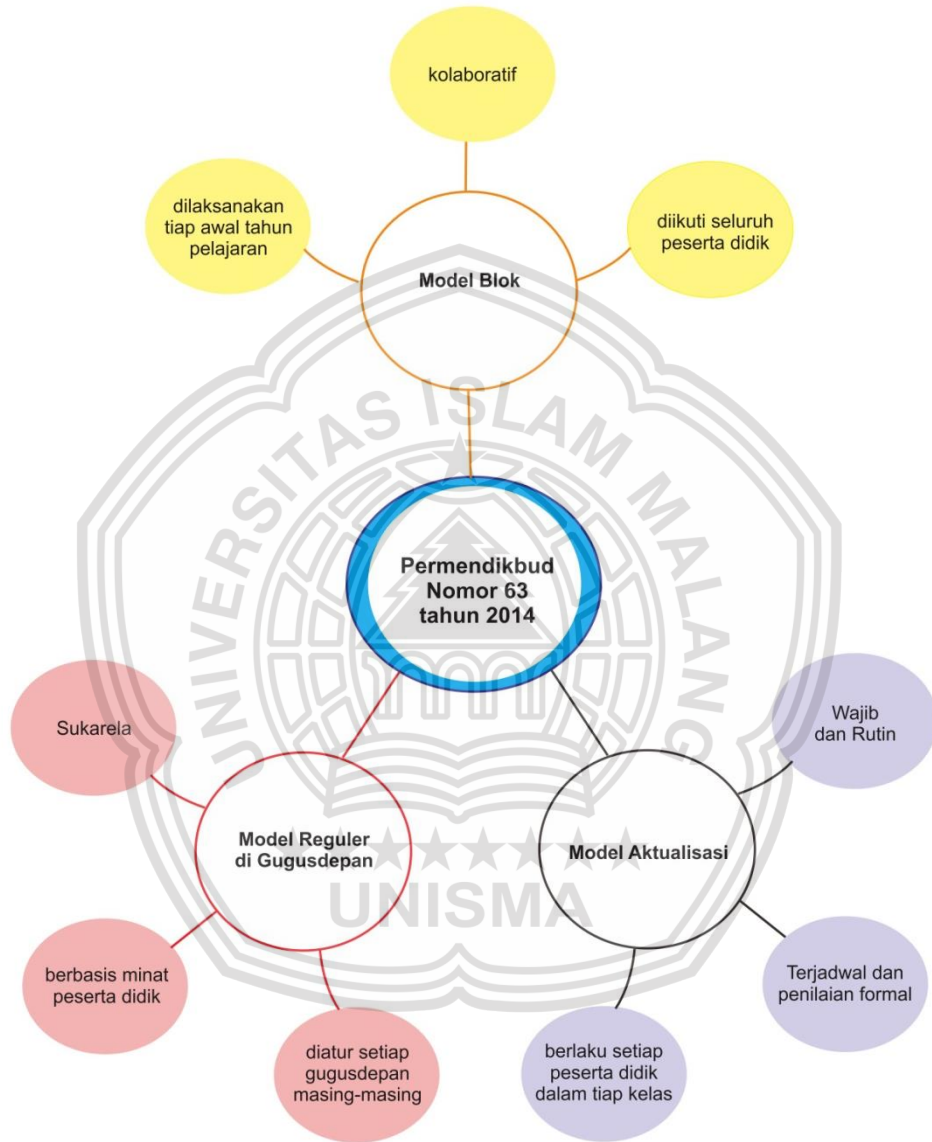 kolaboratif
dilaksanakan
tiap awal tahun
pelajaran
diikuti seluruh
peserta didik
Model Blok
UNIVERSITAS ISLAM MALANG
Permendikbud
Nomor 63
tahun 2014
Sukarela
Wajib
dan Rutin
Model Reguler
di Gugusdepan
Model Aktualisasi
UNISMA
berbasis minat
peserta didik
Terjadwal dan
penilaian formal
diatur setiap
gugusdepan
masing-masing
berlaku setiap
peserta didik
dalam tiap kelas